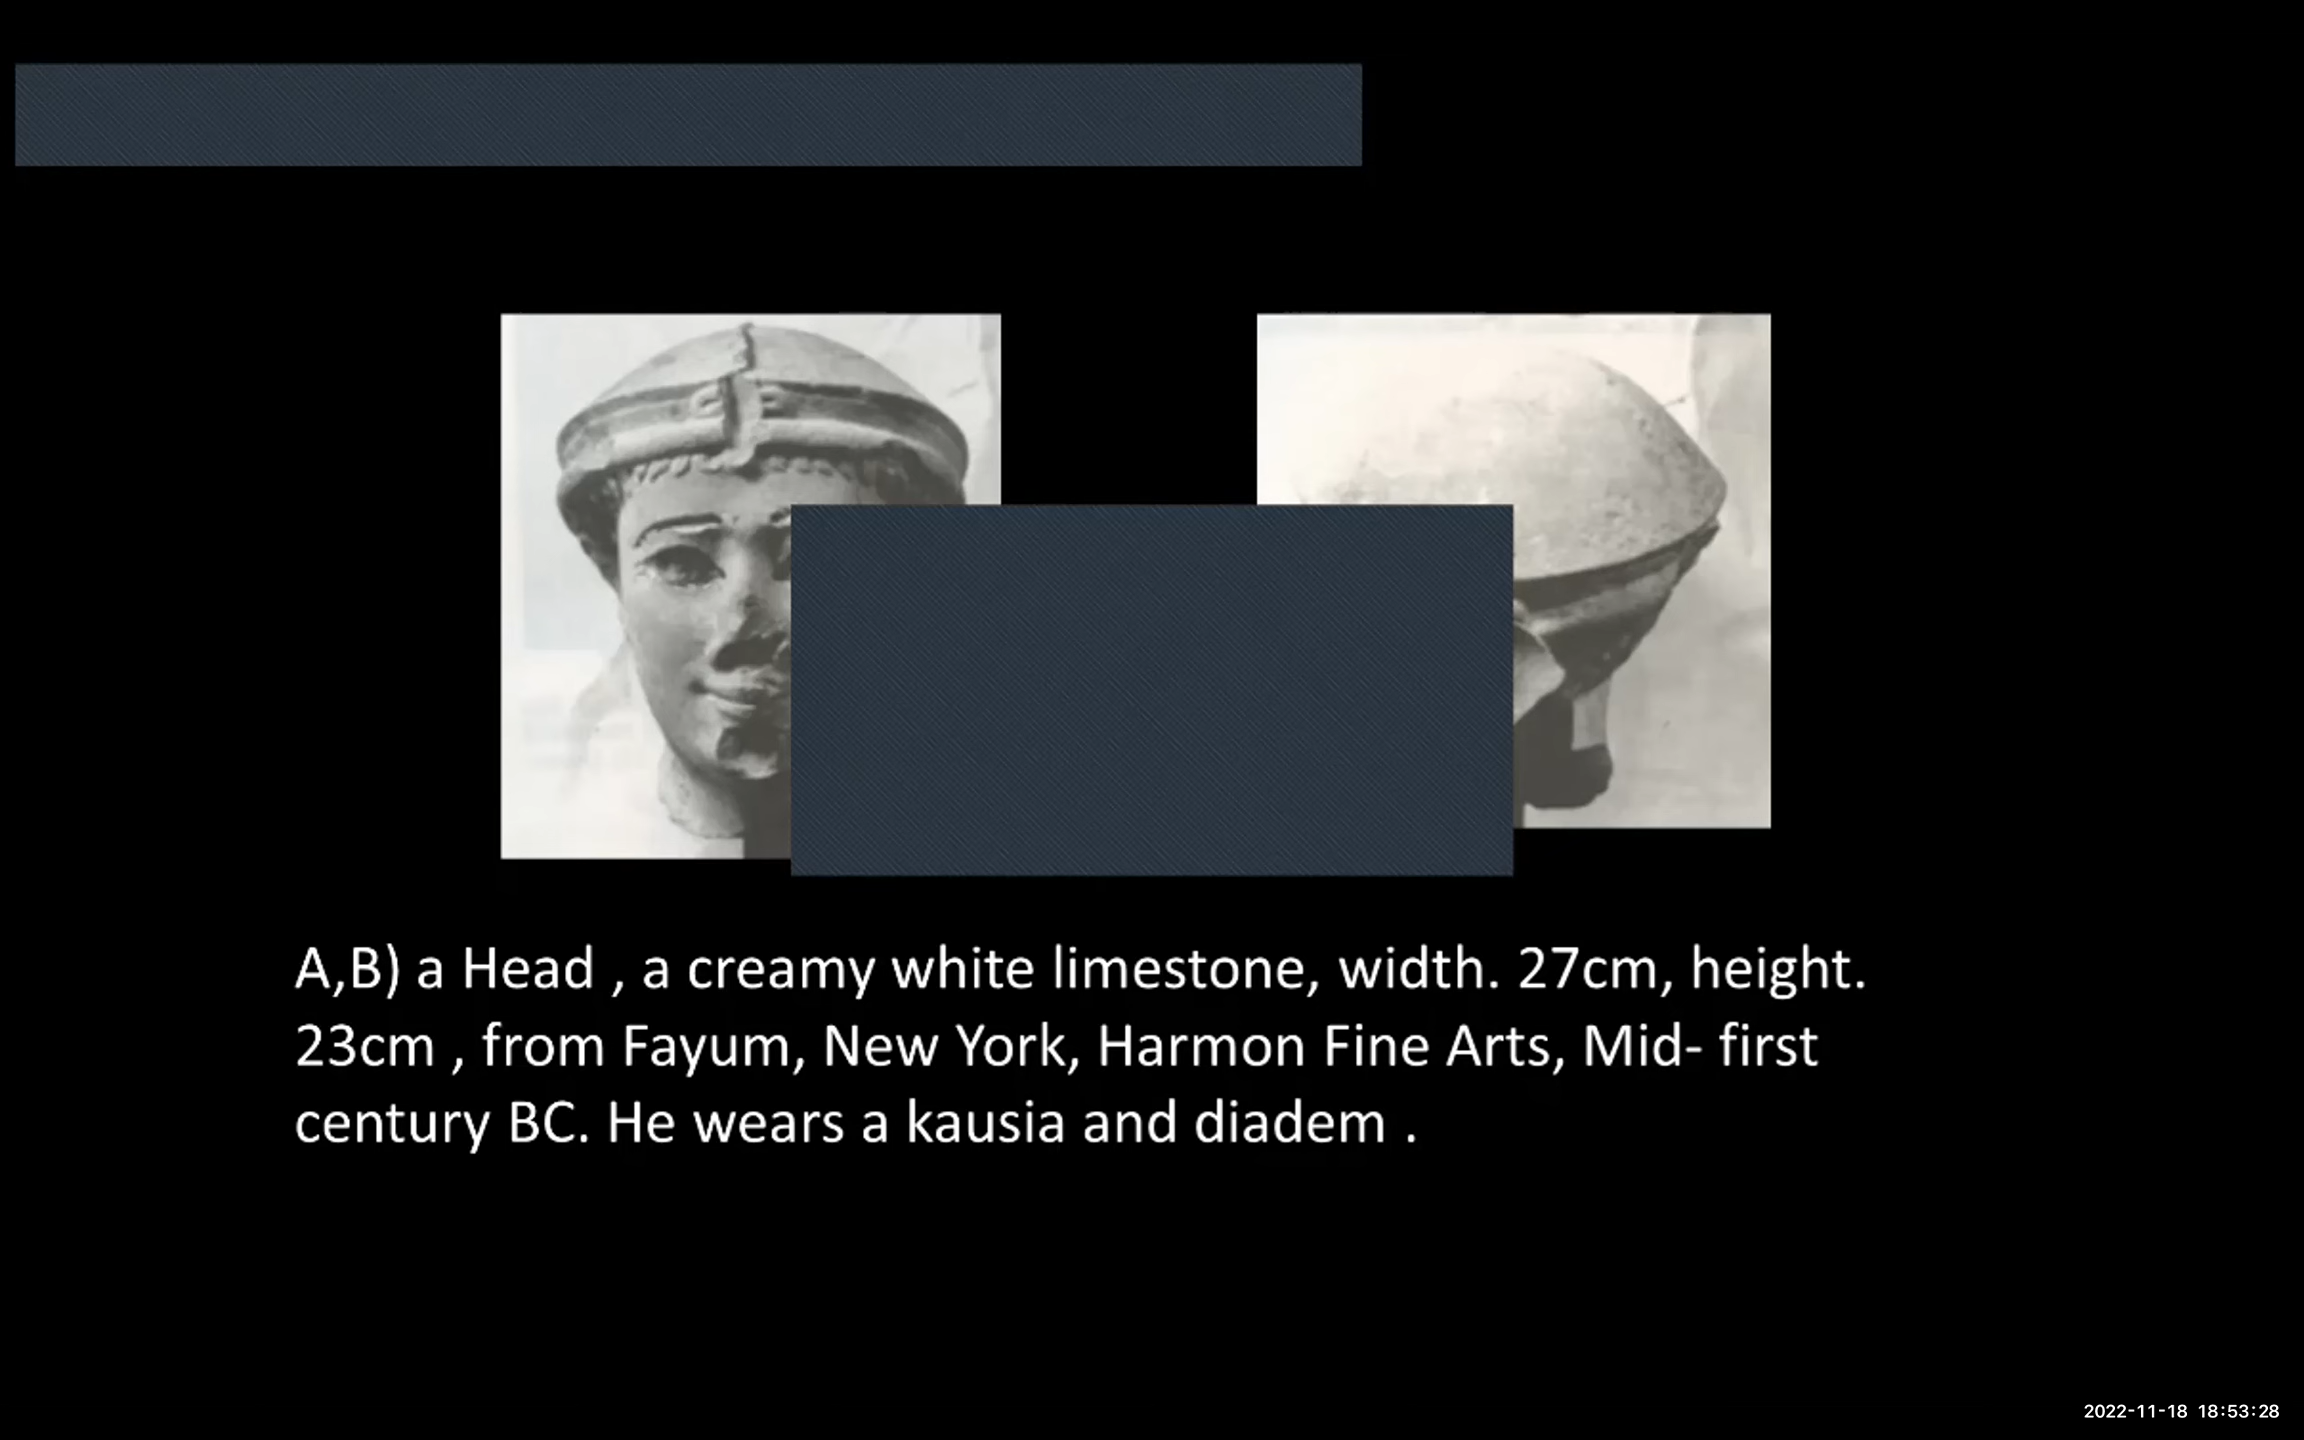 A,B) a Head , a creamy white limestone, width. 27cm, height.
23cm , from Fayum, New York, Harmon Fine Arts, Mid- first
century BC. He wears a kausia and diadem .
2022-11-18 18:53:28